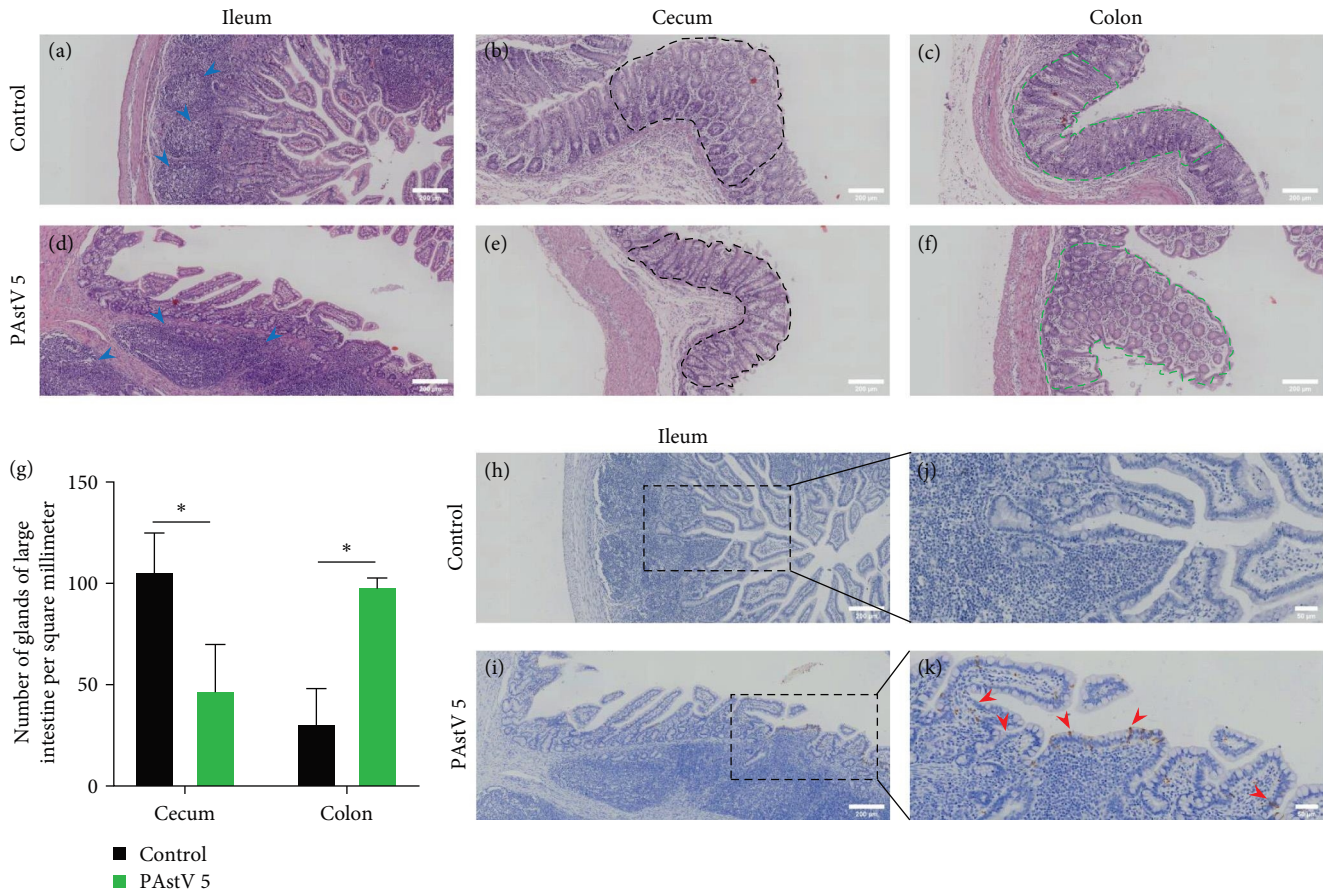 Ileum
Cecum
Colon
Control
(a)
200 µm
(b)
200 µm
(c)
200 µm
PAstV 5
(d)
200 µm
(e)
200 µm
(f)
200 µm
(g)
Number of glands of large
intestine per square millimeter
150
100
50
0
*
*
Cecum
Colon
Control
PAstV 5
Ileum
Control
(h)
200 µm
(j)
50 µm
PAstV 5
(i)
200 µm
(k)
50 µm